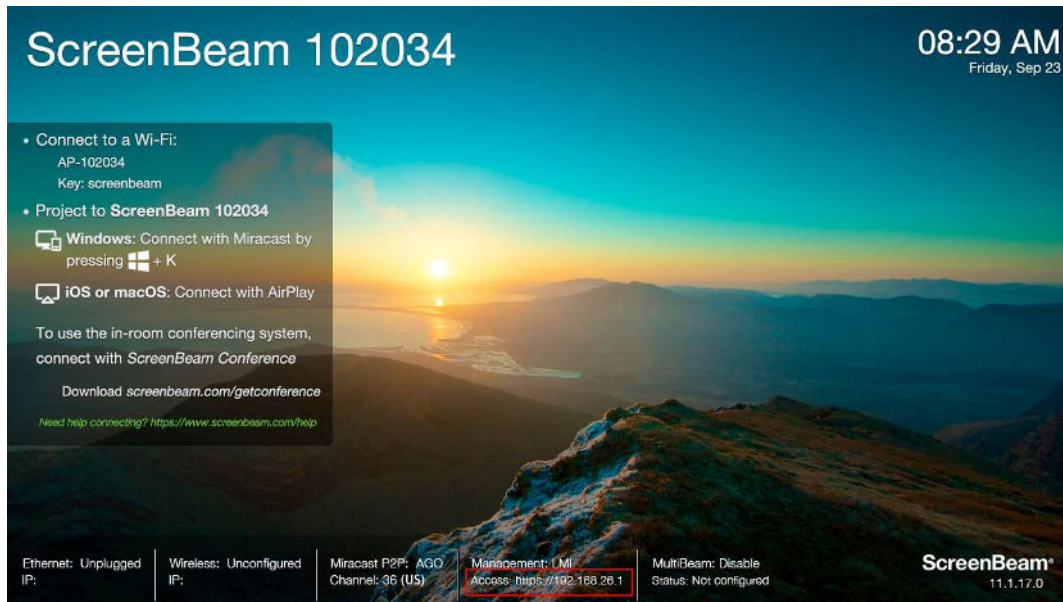 ScreenBeam 102034
08:29 AM
Friday, Sep 23
• Connect to a Wi-Fi:
AP-102034
Key: screenbeam
• Project to ScreenBeam 102034
Windows: Connect with Miracast by
pressing + K
iOS or macOS: Connect with AirPlay
To use the in-room conferencing system,
connect with ScreenBeam Conference
Download screenbeam.com/getconference
Need help connecting? https://www.screenbeam.com/help
Ethernet: Unplugged
IP:
Wireless: Unconfigured
IP:
Miracast P2P: AGO
Channel: 36 (US)
Management: LMI
Access: https://192.168.26.1
MultiBeam: Disable
Status: Not configured
ScreenBeam®
11.1.17.0